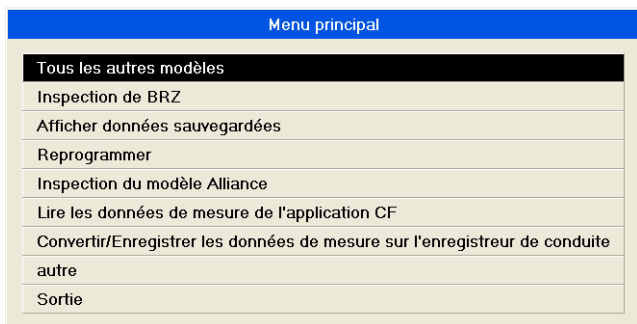 Menu principal
Tous les autres modèles
Inspection de BRZ
Afficher données sauvegardées
Reprogrammer
Inspection du modèle Alliance
Lire les données de mesure de l'application CF
Convertir/Enregistrer les données de mesure sur l'enregistreur de conduite
autre
Sortie